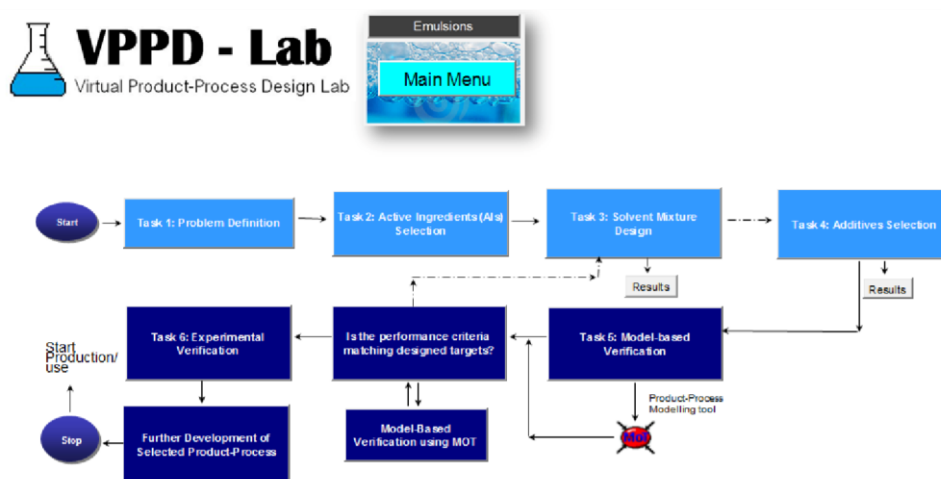 VPPD - Lab
Virtual Product-Process Design Lab
Emulsions
Main Menu
Start
Task 1: Problem Definition
Task 2: Active Ingredients (AIs)
Selection
Task 3: Solvent Mixture
Design
Task 4: Additives Selection
Results
Results
Task 6: Experimental
Verification
Is the performance criteria
matching designed targets?
Task 5: Model-based
Verification
Start
Production/
use
Product-Process
Modelling tool
Stop
Further Development of
Selected Product-Process
Model-Based
Verification using MOT
MoT